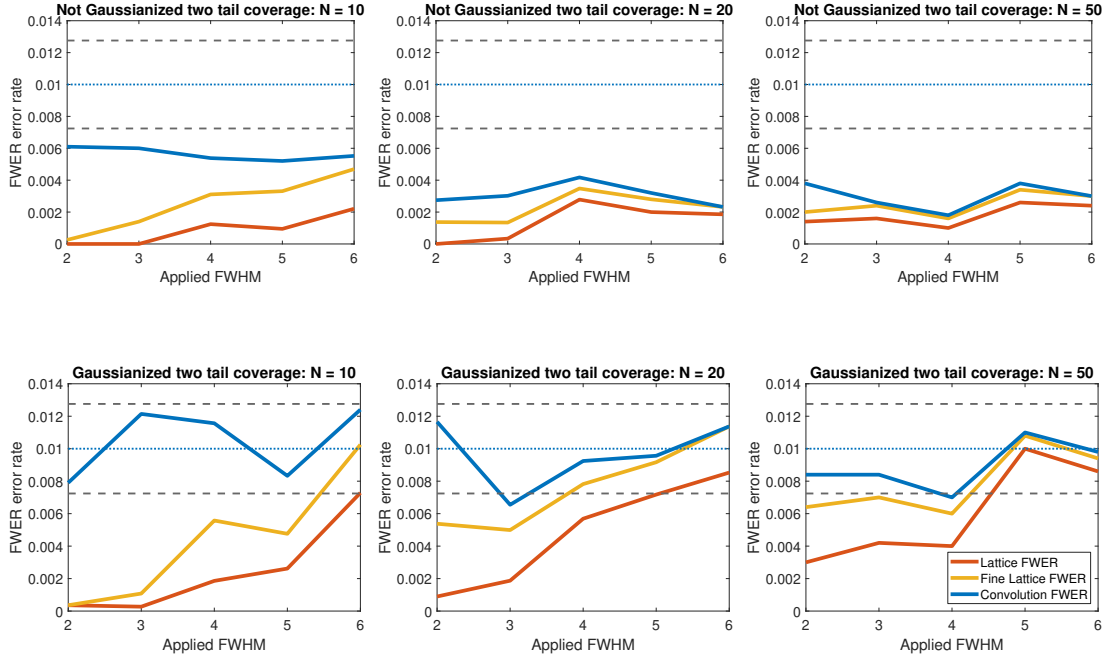 Not Gaussianized two tail coverage: N = 10
0.014
0.012
0.01
0.008
0.006
0.004
0.002
0
FWER error rate
2 3 4 5 6
Applied FWHM
Not Gaussianized two tail coverage: N = 20
0.014
0.012
0.01
0.008
0.006
0.004
0.002
0
FWER error rate
2 3 4 5 6
Applied FWHM
Not Gaussianized two tail coverage: N = 50
0.014
0.012
0.01
0.008
0.006
0.004
0.002
0
FWER error rate
2 3 4 5 6
Applied FWHM
Gaussianized two tail coverage: N = 10
0.014
0.012
0.01
0.008
0.006
0.004
0.002
0
FWER error rate
2 3 4 5 6
Applied FWHM
Gaussianized two tail coverage: N = 20
0.014
0.012
0.01
0.008
0.006
0.004
0.002
0
FWER error rate
2 3 4 5 6
Applied FWHM
Gaussianized two tail coverage: N = 50
0.014
0.012
0.01
0.008
0.006
0.004
0.002
0
FWER error rate
2 3 4 5 6
Applied FWHM
Lattice FWER
Fine Lattice FWER
Convolution FWER